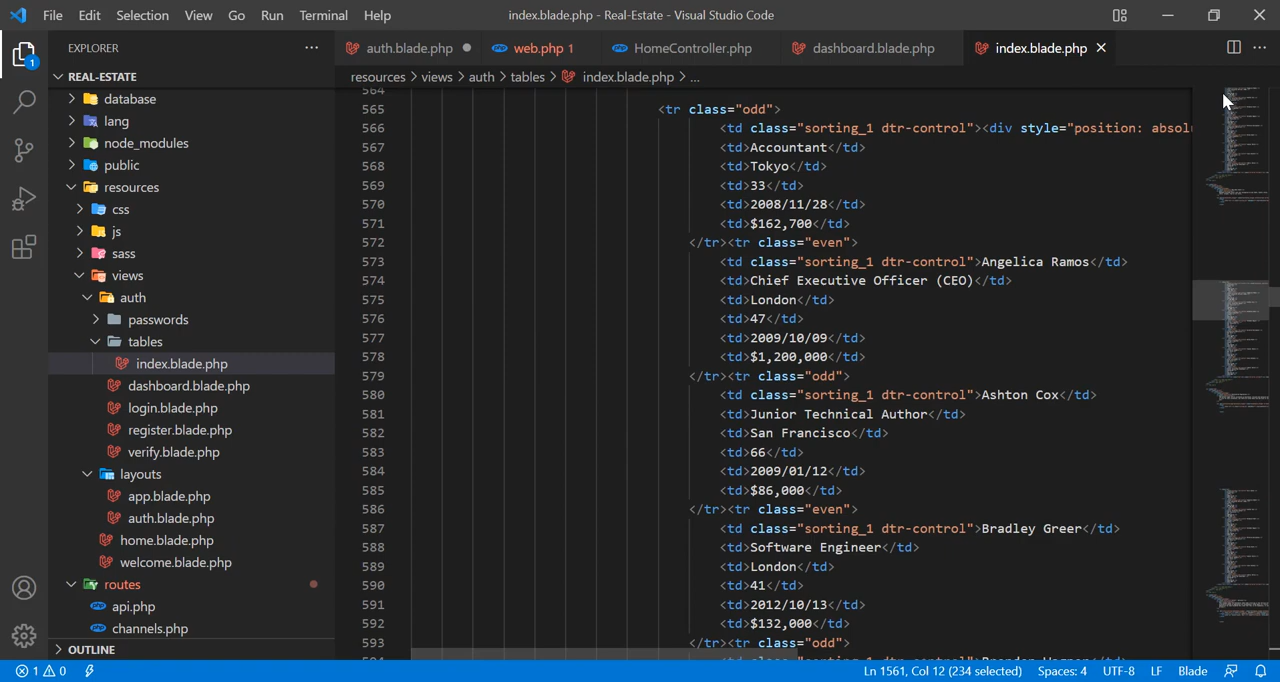 File Edit Selection View Go Run Terminal Help index.blade.php - Real-Estate - Visual Studio Code
EXPLORER
REAL-ESTATE
database
lang
node_modules
public
resources
css
js
sass
views
auth
passwords
tables
index.blade.php
dashboard.blade.php
login.blade.php
register.blade.php
verify.blade.php
layouts
app.blade.php
auth.blade.php
home.blade.php
welcome.blade.php
routes
api.php
channels.php
OUTLINE
1
auth.blade.php web.php 1 HomeController.php dashboard.blade.php index.blade.php
resources > views > auth > tables > index.blade.php > ...
564
565 <tr class="odd">
566 <td class="sorting_1 dtr-control"><div style="position: absolu
567 <td>Accountant</td>
568 <td>Tokyo</td>
569 <td>33</td>
570 <td>2008/11/28</td>
571 <td>$162,700</td>
572 </tr><tr class="even">
573 <td class="sorting_1 dtr-control">Angelica Ramos</td>
574 <td>Chief Executive Officer (CEO)</td>
575 <td>London</td>
576 <td>47</td>
577 <td>2009/10/09</td>
578 <td>$1,200,000</td>
579 </tr><tr class="odd">
580 <td class="sorting_1 dtr-control">Ashton Cox</td>
581 <td>Junior Technical Author</td>
582 <td>San Francisco</td>
583 <td>66</td>
584 <td>2009/01/12</td>
585 <td>$86,000</td>
586 </tr><tr class="even">
587 <td class="sorting_1 dtr-control">Bradley Greer</td>
588 <td>Software Engineer</td>
589 <td>London</td>
590 <td>41</td>
591 <td>2012/10/13</td>
592 <td>$132,000</td>
593 </tr><tr class="odd">
1 0 Ln 1561, Col 12 (234 selected) Spaces: 4 UTF-8 LF Blade